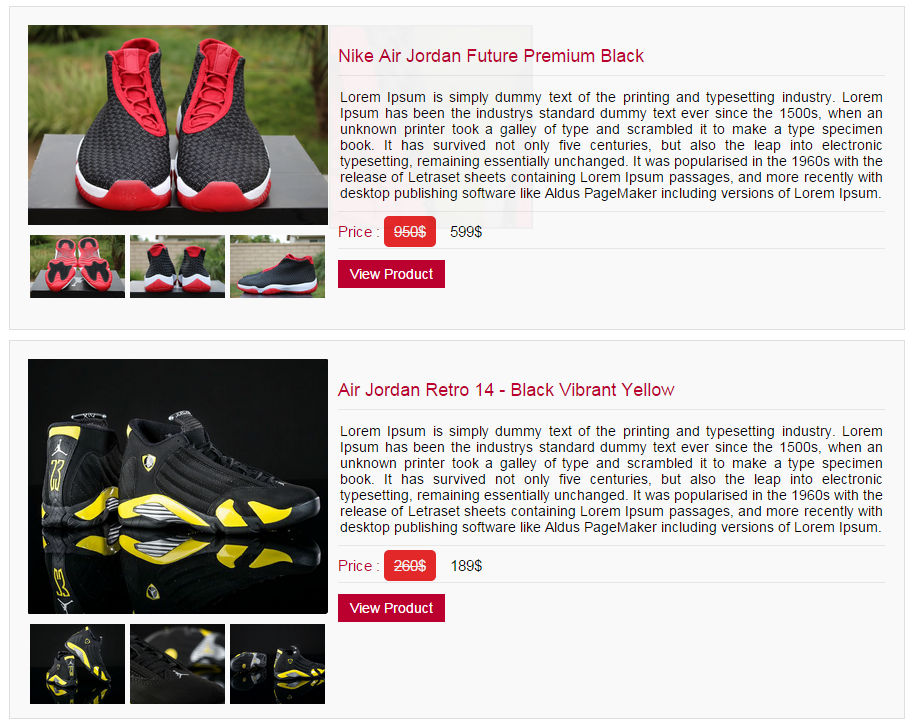 Nike Air Jordan Future Premium Black
Lorem Ipsum is simply dummy text of the printing and typesetting industry. Lorem
Ipsum has been the industrys standard dummy text ever since the 1500s, when an
unknown printer took a galley of type and scrambled it to make a type specimen
book. It has survived not only five centuries, but also the leap into electronic
typesetting, remaining essentially unchanged. It was popularised in the 1960s with the
release of Letraset sheets containing Lorem Ipsum passages, and more recently with
desktop publishing software like Aldus PageMaker including versions of Lorem Ipsum.
Price : 950$ 599$
View Product
Air Jordan Retro 14 - Black Vibrant Yellow
Lorem Ipsum is simply dummy text of the printing and typesetting industry. Lorem
Ipsum has been the industrys standard dummy text ever since the 1500s, when an
unknown printer took a galley of type and scrambled it to make a type specimen
book. It has survived not only five centuries, but also the leap into electronic
typesetting, remaining essentially unchanged. It was popularised in the 1960s with the
release of Letraset sheets containing Lorem Ipsum passages, and more recently with
desktop publishing software like Aldus PageMaker including versions of Lorem Ipsum.
Price : 260$ 189$
View Product